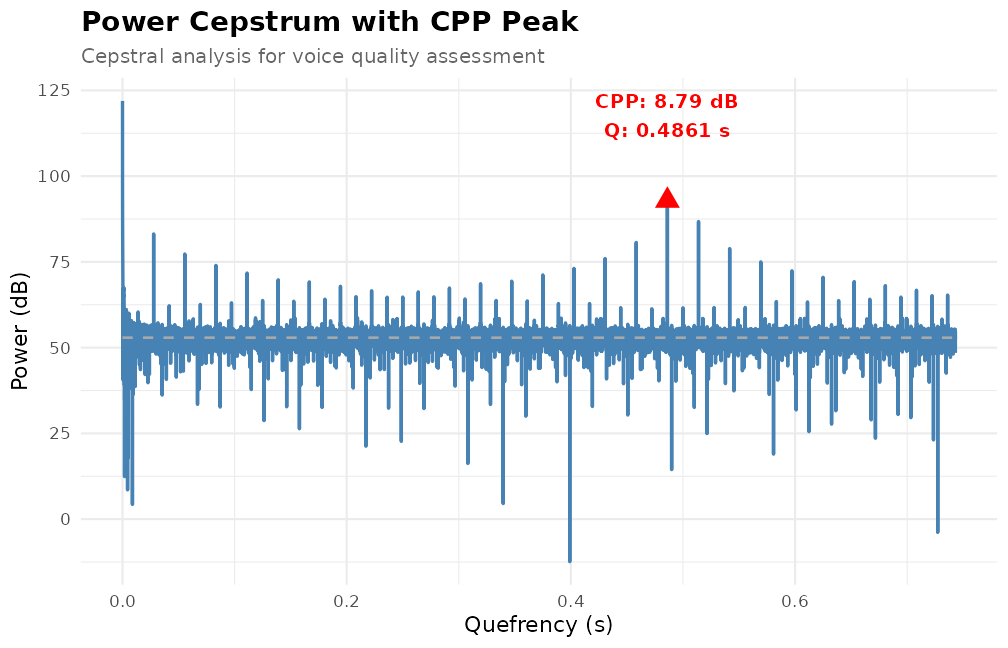 Power Cepstrum with CPP Peak
Cepstral analysis for voice quality assessment
CPP: 8.79 dB
Q: 0.4861 s
Power (dB)
125
100
75
50
25
0
0.0
0.2
0.4
0.6
Quefrency (s)